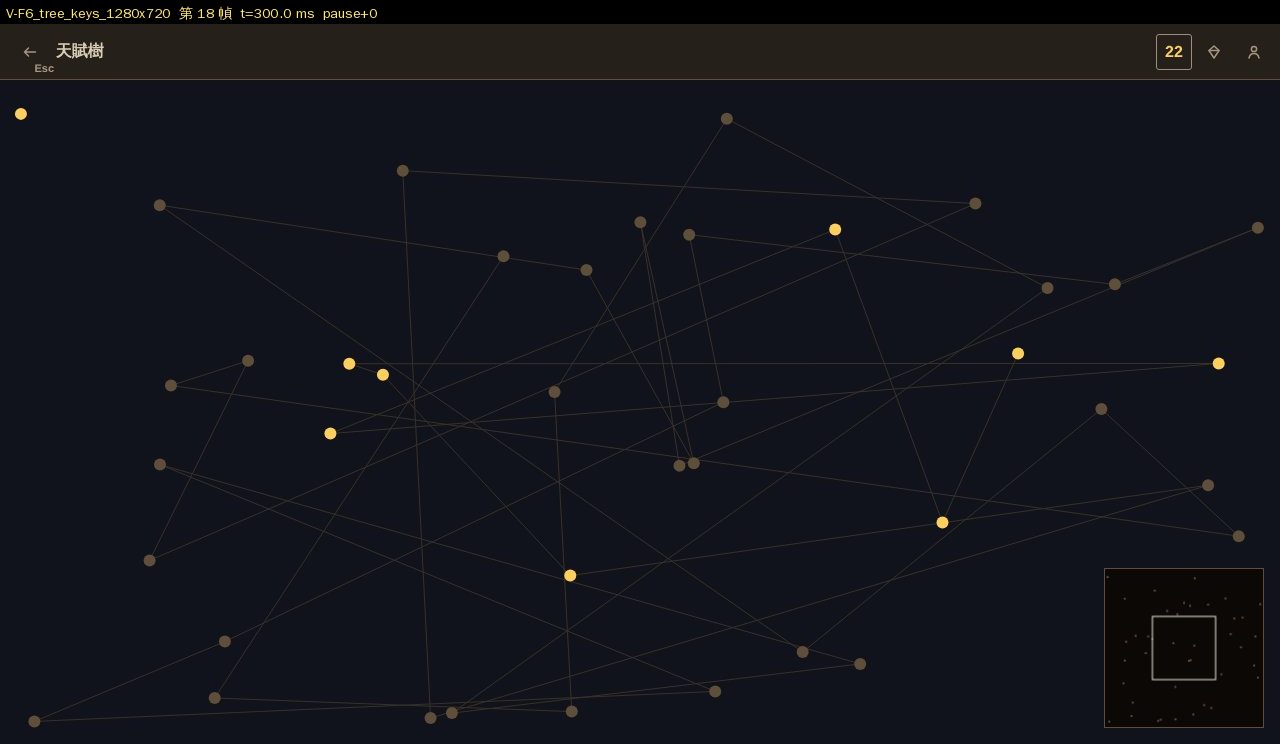 V-F6_tree_keys_1280x720 第 18 幀 t=300.0 ms pause+0
天賦樹
Esc
22